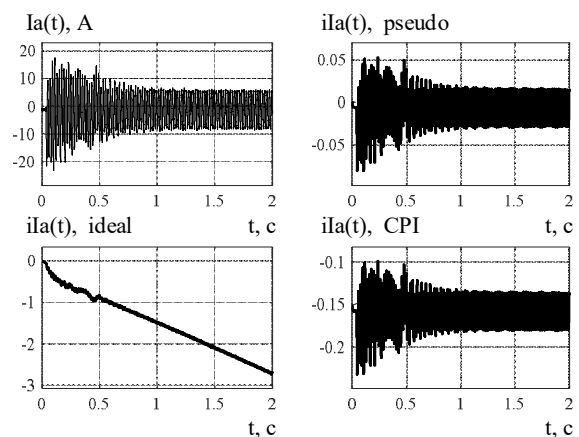 Ia(t), A
20
10
0
-10
-20
0 0.5 1 1.5 2
t, c
iIa(t), pseudo
0.05
0
-0.05
0 0.5 1 1.5 2
t, c
iIa(t), ideal
0
-1
-2
-3
0 0.5 1 1.5 2
t, c
iIa(t), CPI
-0.1
-0.15
-0.2
0 0.5 1 1.5 2
t, c